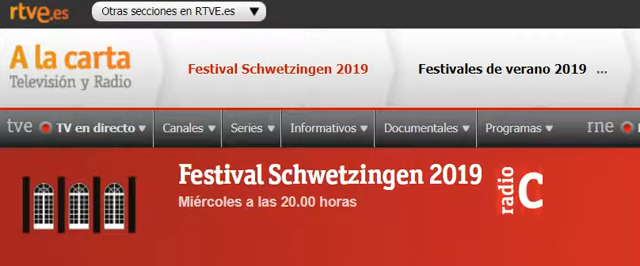 rtve.es
Otras secciones en RTVE.es
A la carta
Televisión y Radio
Festival Schwetzingen 2019
Festivales de verano 2019 ...
tve TV en directo Canales Series Informativos Documentales Programas rne
Festival Schwetzingen 2019
Miércoles a las 20.00 horas
radio C